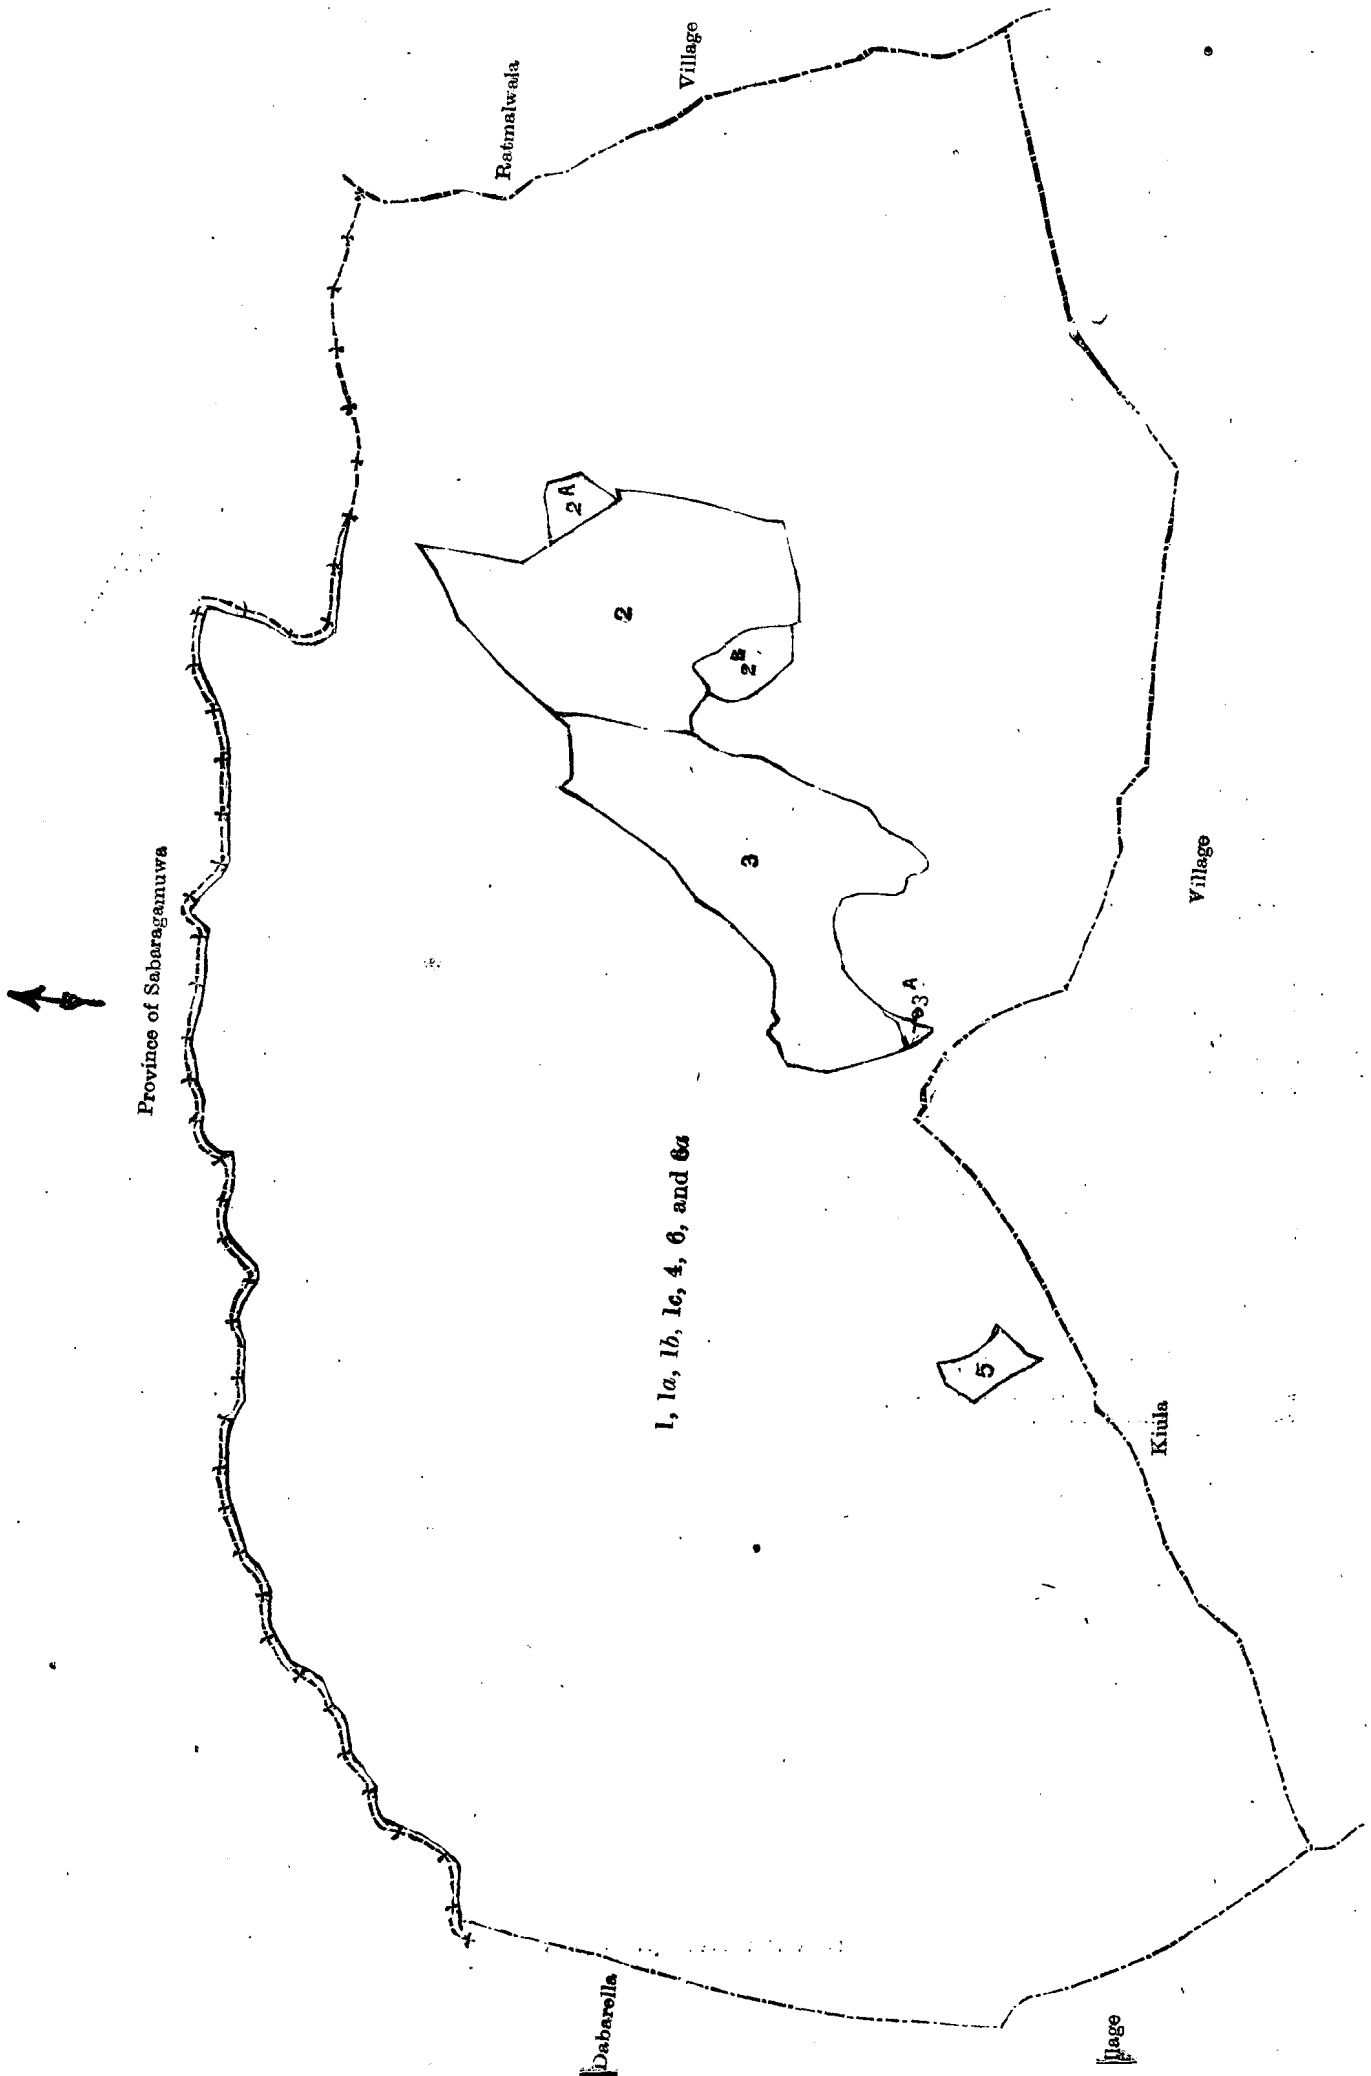 Province of Sabaragamuwa
Ratmalwala
Village
2A
2
2B
3
3A
1, 1a, 1b, 1c, 4, 6, and 6a
5
Dabarella
Kiula
Village
llage